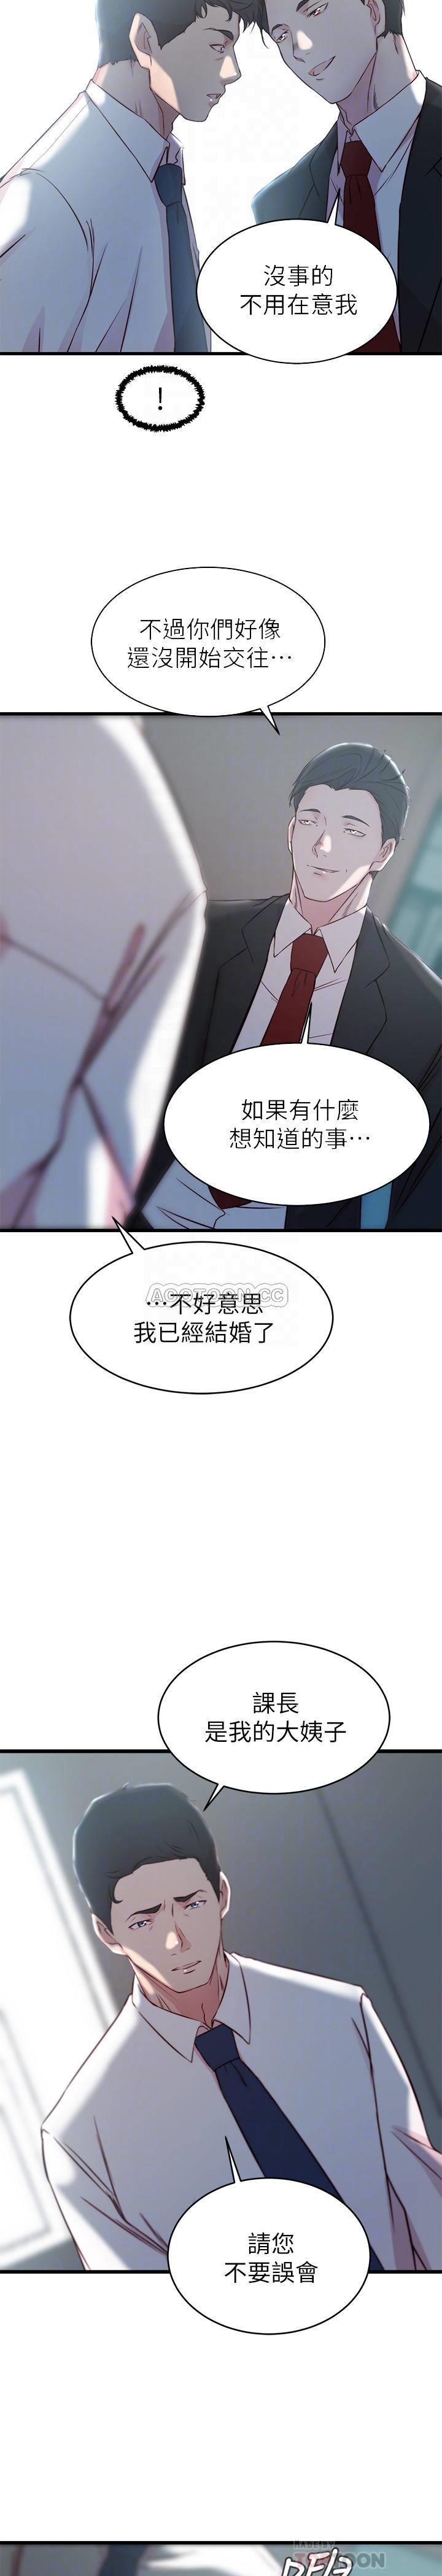 沒事的
不用在意我
！
不過你們好像
還沒開始交往…
如果有什麼
想知道的事…
…不好意思
ACGTOON.CC
我已經結婚了
課長
是我的大姨子
請您
不要誤會